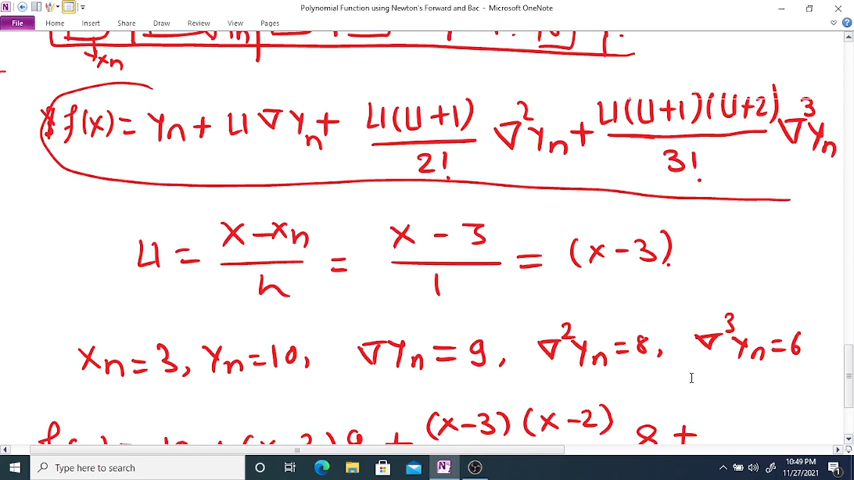 Polynomial Function using Newton's Forward and Bac... - Microsoft OneNote
File Home Insert Draw Share History Review View Pages
xn
f(x) = yn + u ∇yn + u(u+1)/2! ∇²yn + u(u+1)(u+2)/3! ∇³yn
u = x-xn/h = x-3/1 = (x-3)
xn=3, yn=10, ∇yn=9, ∇²yn=8, ∇³yn=6
(x-3)(x-2) 8 +
Type here to search
10:49 PM
11/27/2021